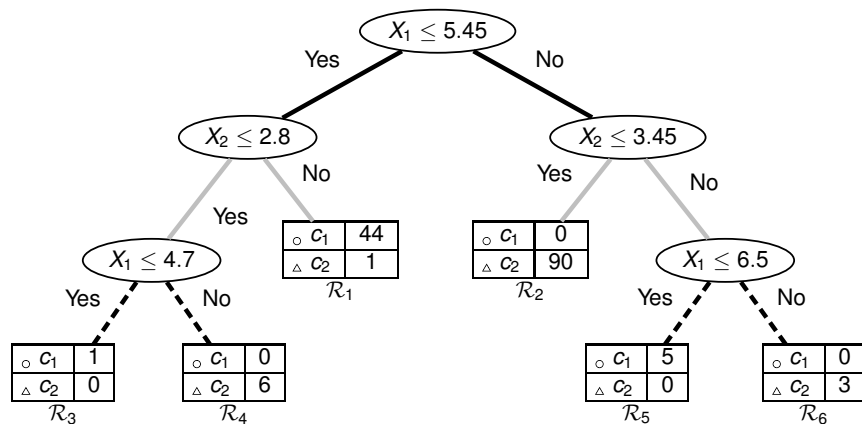 X₁ ≤ 5.45
Yes
No
X₂ ≤ 2.8
X₂ ≤ 3.45
Yes
No
Yes
No
X₁ ≤ 4.7
c₁ 44
c₂ 1
R₁
c₁ 0
c₂ 90
R₂
X₁ ≤ 6.5
Yes
No
Yes
No
c₁ 1
c₂ 0
R₃
c₁ 0
c₂ 6
R₄
c₁ 5
c₂ 0
R₅
c₁ 0
c₂ 3
R₆